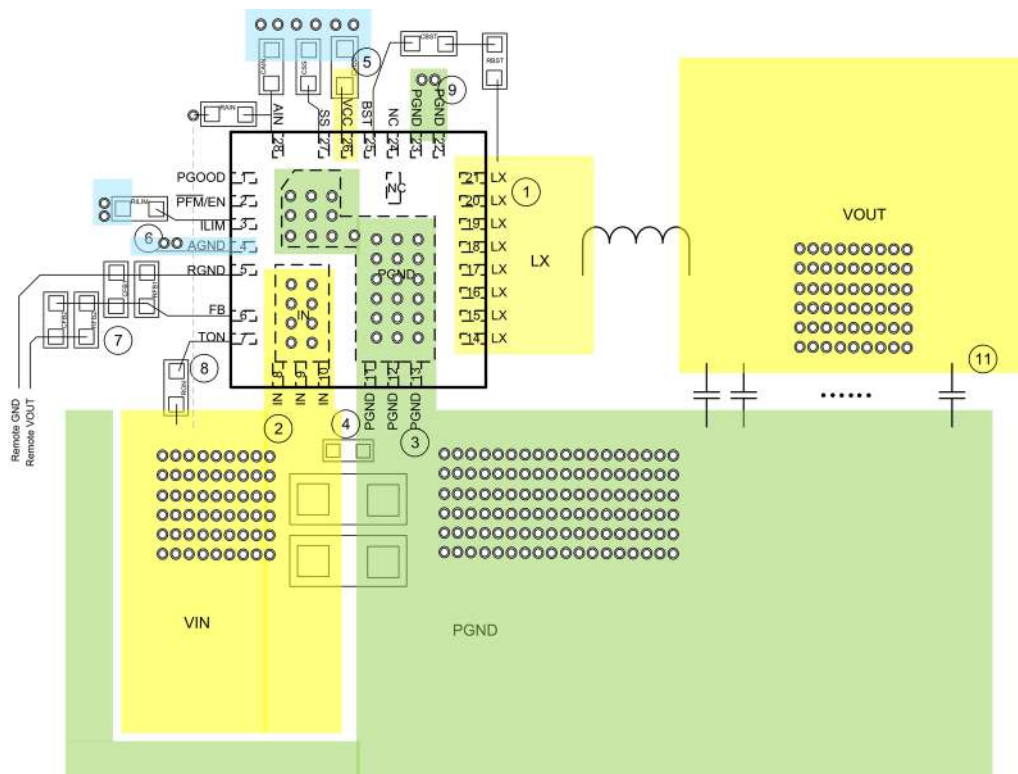 CBST
RBST
CAIN
CSS
5
9
RAIN
AIN
SS
VCC
BST
NC
PGND
PGND
28
27
26
25
24
23
22
PGOOD 1
PFM/EN 2
ILIM 3
AGND 4
RGND 5
FB 6
TON 7
RILIM
6
NC
PGND
IN
21 LX
20 LX
19 LX
18 LX
17 LX
16 LX
15 LX
14 LX
1
LX
VOUT
7
8
RON
8
9
10
11
12
13
IN
IN
IN
PGND
PGND
PGND
2
4
3
11
Remote GND
Remote VOUT
VIN
PGND